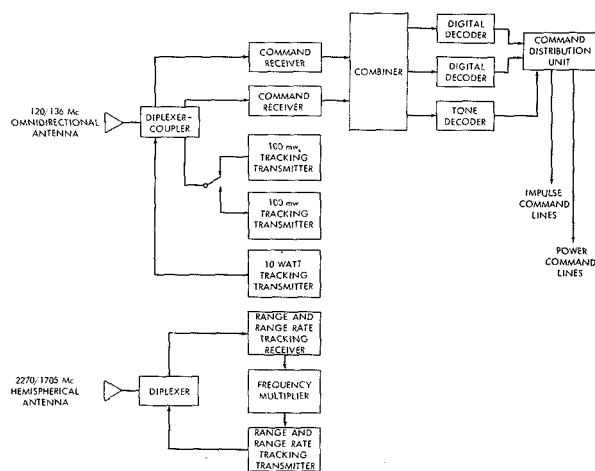 COMMAND
RECEIVER
COMMAND
RECEIVER
COMBINER
DIGITAL
DECODER
DIGITAL
DECODER
TONE
DECODER
COMMAND
DISTRIBUTION
UNIT
120/136 Mc
OMNIDIRECTIONAL
ANTENNA
DIPLEXER-
COUPLER
100 mw
TRACKING
TRANSMITTER
100 mw
TRACKING
TRANSMITTER
10 WATT
TRACKING
TRANSMITTER
IMPULSE
COMMAND
LINES
POWER
COMMAND
LINES
RANGE AND
RANGE RATE
TRACKING
RECEIVER
2270/1705 Mc
HEMISPHERICAL
ANTENNA
DIPLEXER
FREQUENCY
MULTIPLIER
RANGE AND
RANGE RATE
TRACKING
TRANSMITTER